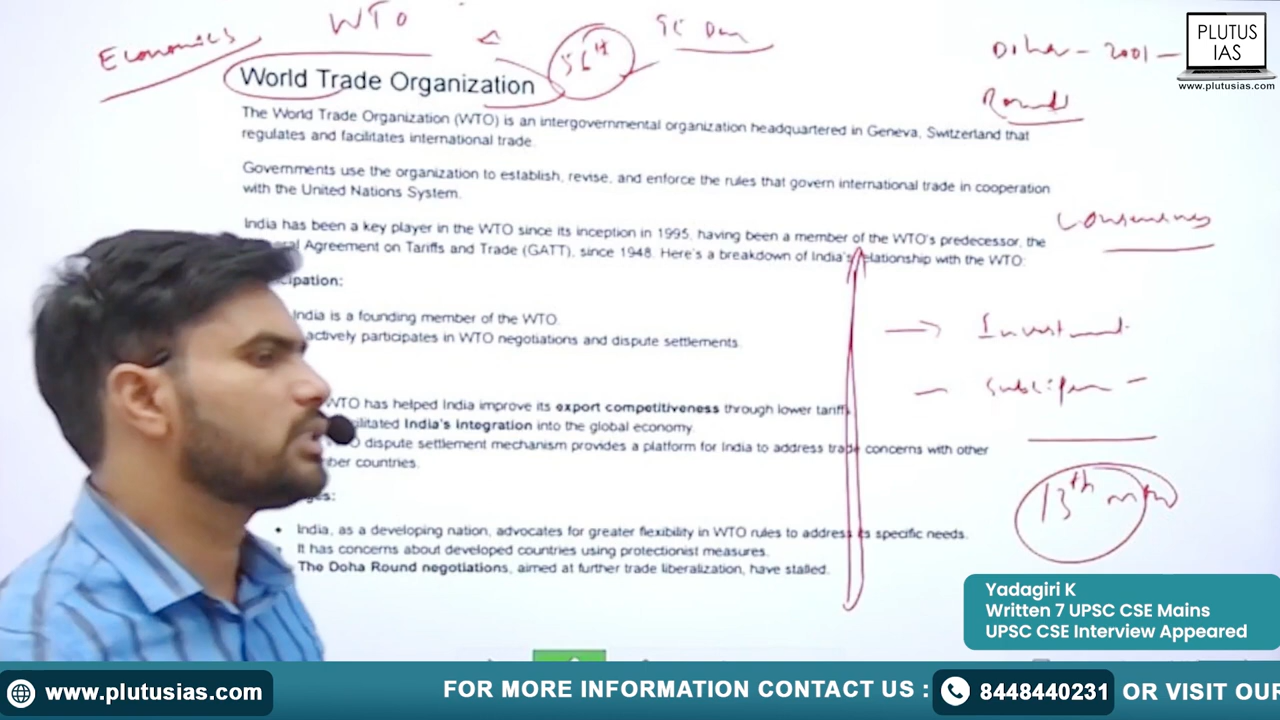 Economics
WTO
56th
Doha - 2001 -
Round
PLUTUS
IAS
www.plutusias.com
World Trade Organization
The World Trade Organization (WTO) is an intergovernmental organization headquartered in Geneva, Switzerland that
regulates and facilitates international trade.
Governments use the organization to establish, revise, and enforce the rules that govern international trade in cooperation
with the United Nations System.
Consensus
India has been a key player in the WTO since its inception in 1995, having been a member of the WTO's predecessor, the
Agreement on Tariffs and Trade (GATT), since 1948. Here's a breakdown of India's relationship with the WTO:
India is a founding member of the WTO.
Investment
actively participates in WTO negotiations and dispute settlements
WTO has helped India improve its export competitiveness through lower tariff
India's integration into the global economy.
dispute settlement mechanism provides a platform for India to address trade concerns with other
countries.
13th
• India, as a developing nation, advocates for greater flexibility in WTO rules to address its specific needs.
It has concerns about developed countries using protectionist measures.
The Doha Round negotiations, aimed at further trade liberalization, have stalled.
Yadagiri K
Written 7 UPSC CSE Mains
UPSC CSE Interview Appeared
www.plutusias.com
FOR MORE INFORMATION CONTACT US : 8448440231 OR VISIT OUR